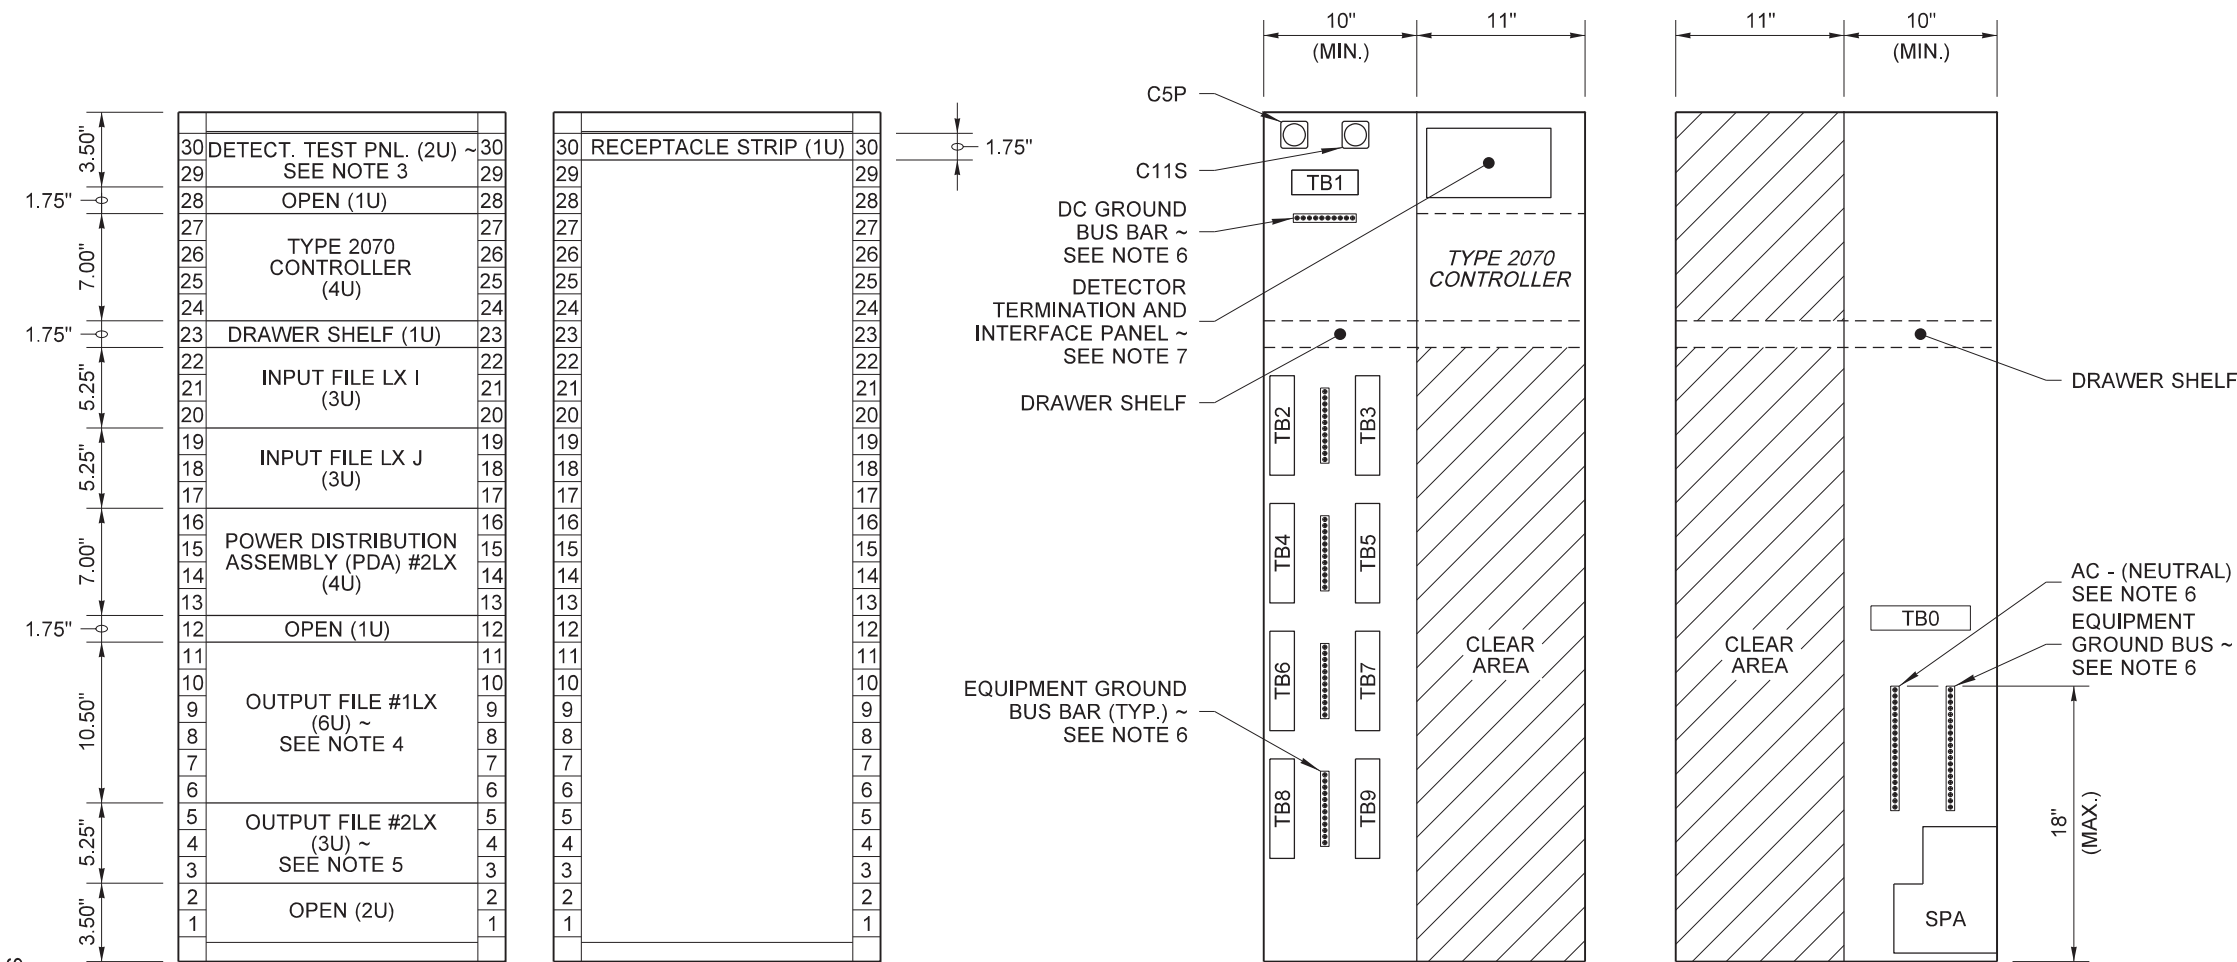 10"
(MIN.)
11"
11"
10"
(MIN.)
3.50"
1.75"
7.00"
1.75"
5.25"
5.25"
7.00"
1.75"
10.50"
5.25"
3.50"
30 DETECT. TEST PNL. (2U) ~ 30
29 SEE NOTE 3 29
28 OPEN (1U) 28
27 27
26 TYPE 2070 26
CONTROLLER
25 (4U) 25
24 24
23 DRAWER SHELF (1U) 23
22 22
21 INPUT FILE LX I 21
(3U)
20 20
19 19
18 INPUT FILE LX J 18
(3U)
17 17
16 16
15 POWER DISTRIBUTION 15
ASSEMBLY (PDA) #2LX
14 (4U) 14
13 13
12 OPEN (1U) 12
11 11
10 10
9 OUTPUT FILE #1LX 9
(6U) ~
8 SEE NOTE 4 8
7 7
6 6
5 OUTPUT FILE #2LX 5
4 (3U) ~ 4
3 SEE NOTE 5 3
2 2
OPEN (2U)
1 1
30 RECEPTACLE STRIP (1U) 30
1.75"
29 29
28 28
27 27
26 26
25 25
24 24
23 23
22 22
21 21
20 20
19 19
18 18
17 17
16 16
15 15
14 14
13 13
12 12
11 11
10 10
9 9
8 8
7 7
6 6
5 5
4 4
3 3
2 2
1 1
C5P
C11S
DC GROUND
BUS BAR ~
SEE NOTE 6
DETECTOR
TERMINATION AND
INTERFACE PANEL ~
SEE NOTE 7
DRAWER SHELF
EQUIPMENT GROUND
BUS BAR (TYP.) ~
SEE NOTE 6
TB1
TYPE 2070
CONTROLLER
TB2
TB3
TB4
TB5
TB6
TB7
TB8
TB9
CLEAR
AREA
CLEAR
AREA
DRAWER SHELF
AC - (NEUTRAL)
SEE NOTE 6
EQUIPMENT
GROUND BUS ~
SEE NOTE 6
TB0
SPA
18"
(MAX.)